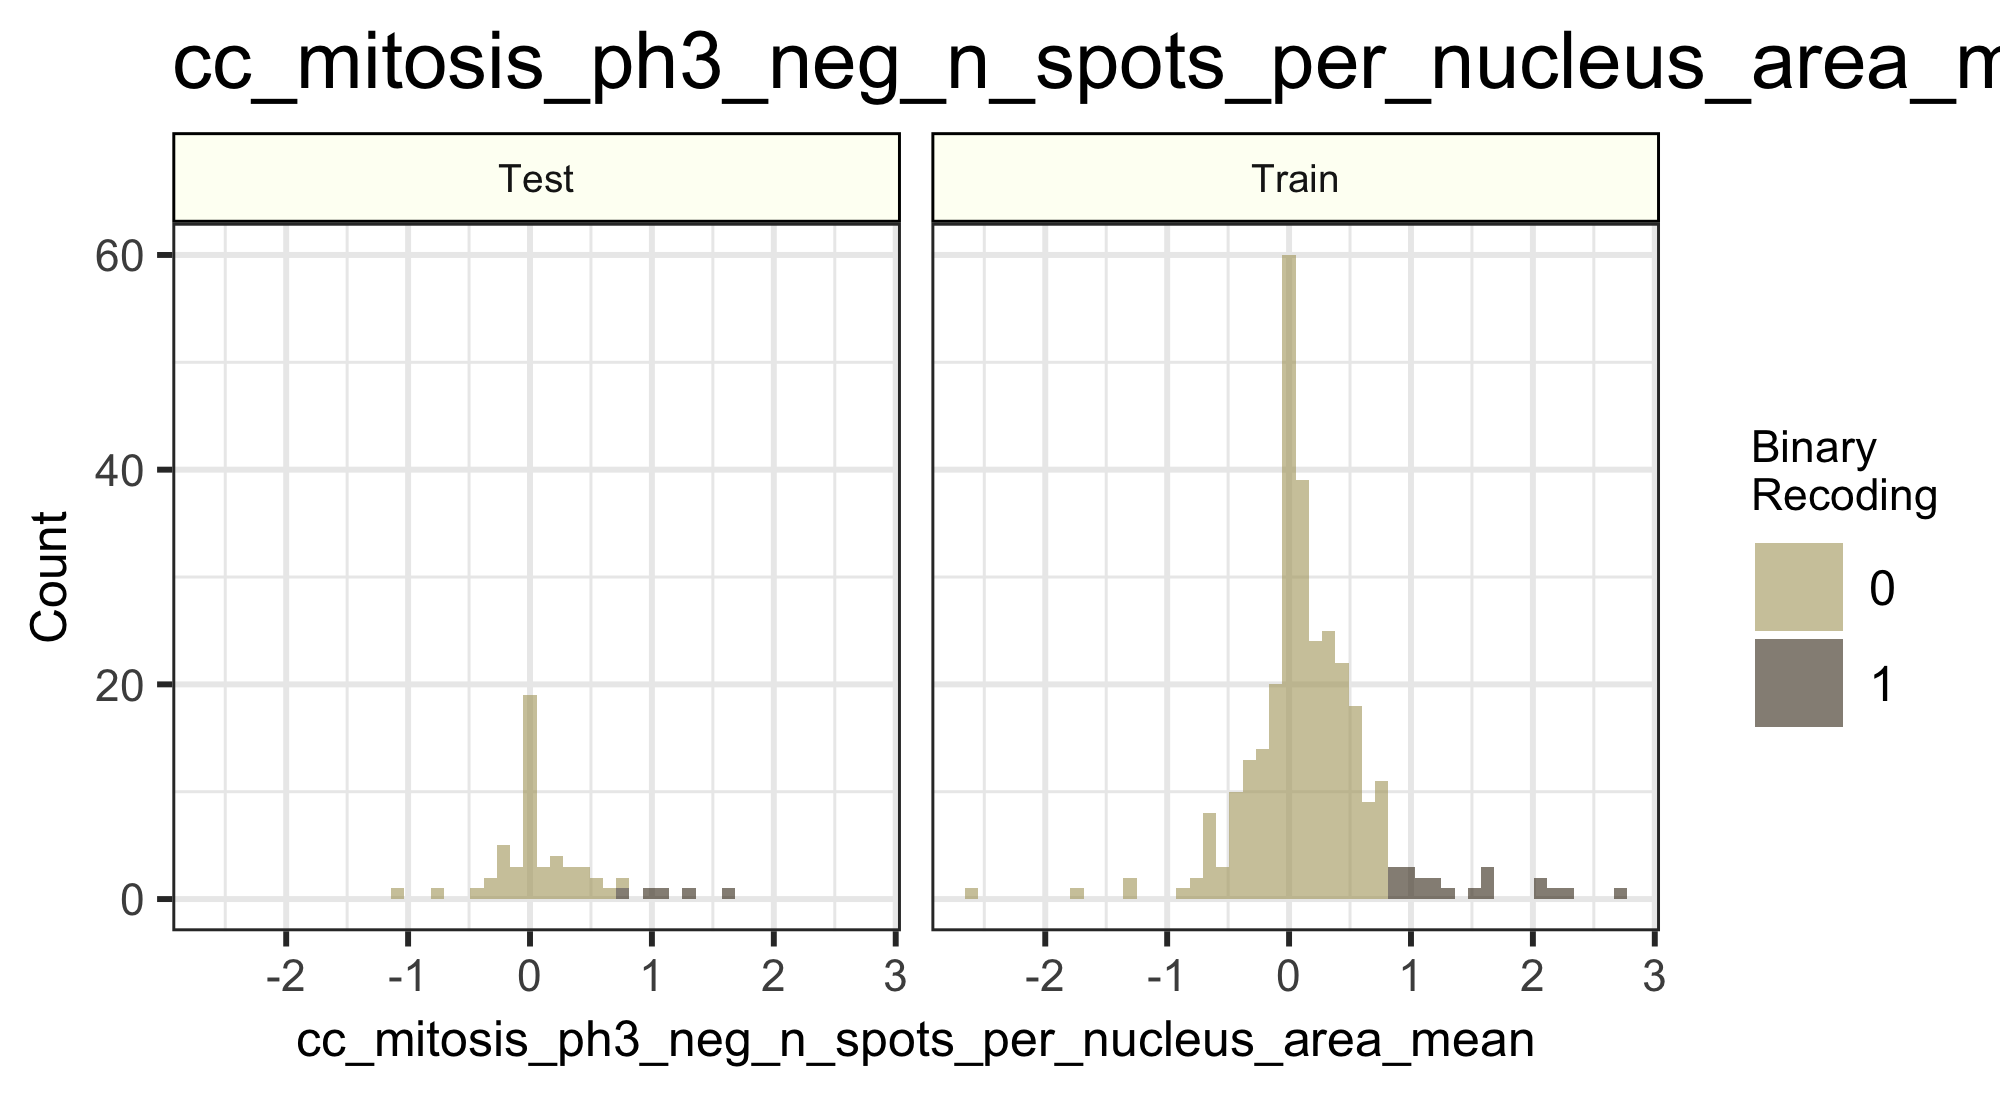 cc_mitosis_ph3_neg_n_spots_per_nucleus_area_m
Test
Train
60
40
20
0
Count
-2 -1 0 1 2 3
-2 -1 0 1 2 3
cc_mitosis_ph3_neg_n_spots_per_nucleus_area_mean
Binary
Recoding
0
1